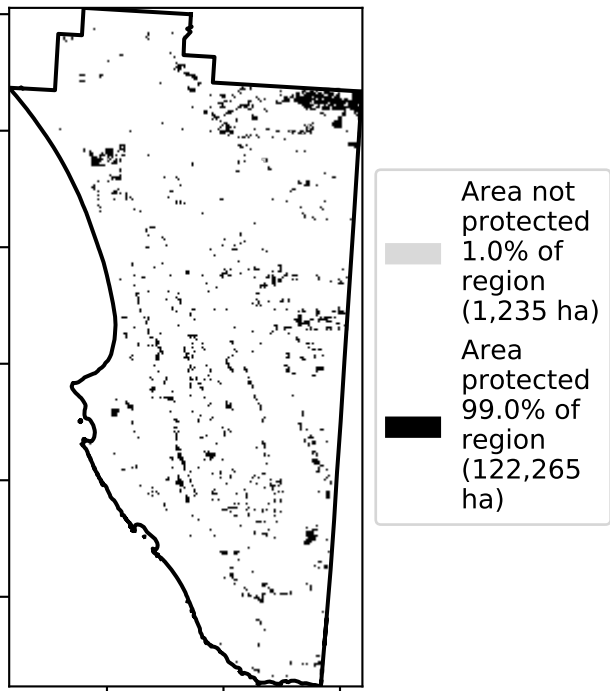 Area not
protected
1.0% of
region
(1,235 ha)
Area
protected
99.0% of
region
(122,265
ha)